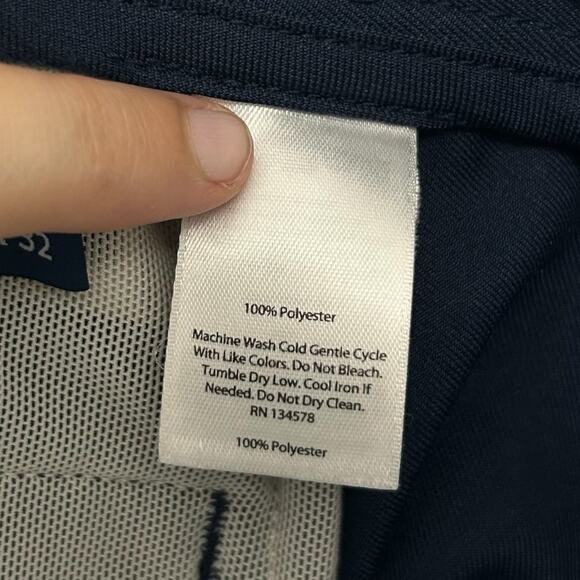 32
100% Polyester
Machine Wash Cold Gentle Cycle
With Like Colors. Do Not Bleach.
Tumble Dry Low. Cool Iron If
Needed. Do Not Dry Clean.
RN 134578
100% Polyester